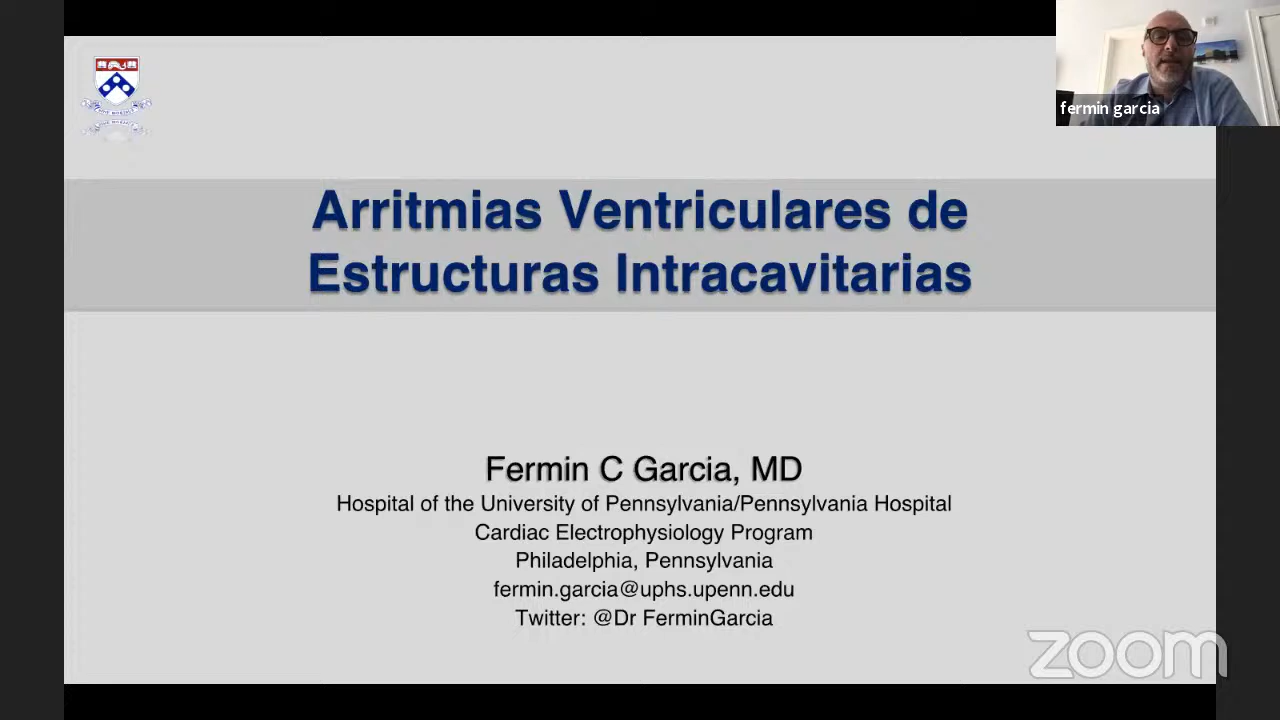 fermin garcia
Arritmias Ventriculares de
Estructuras Intracavitarias
Fermin C Garcia, MD
Hospital of the University of Pennsylvania/Pennsylvania Hospital
Cardiac Electrophysiology Program
Philadelphia, Pennsylvania
fermin.garcia@uphs.upenn.edu
Twitter: @Dr FerminGarcia
zoom